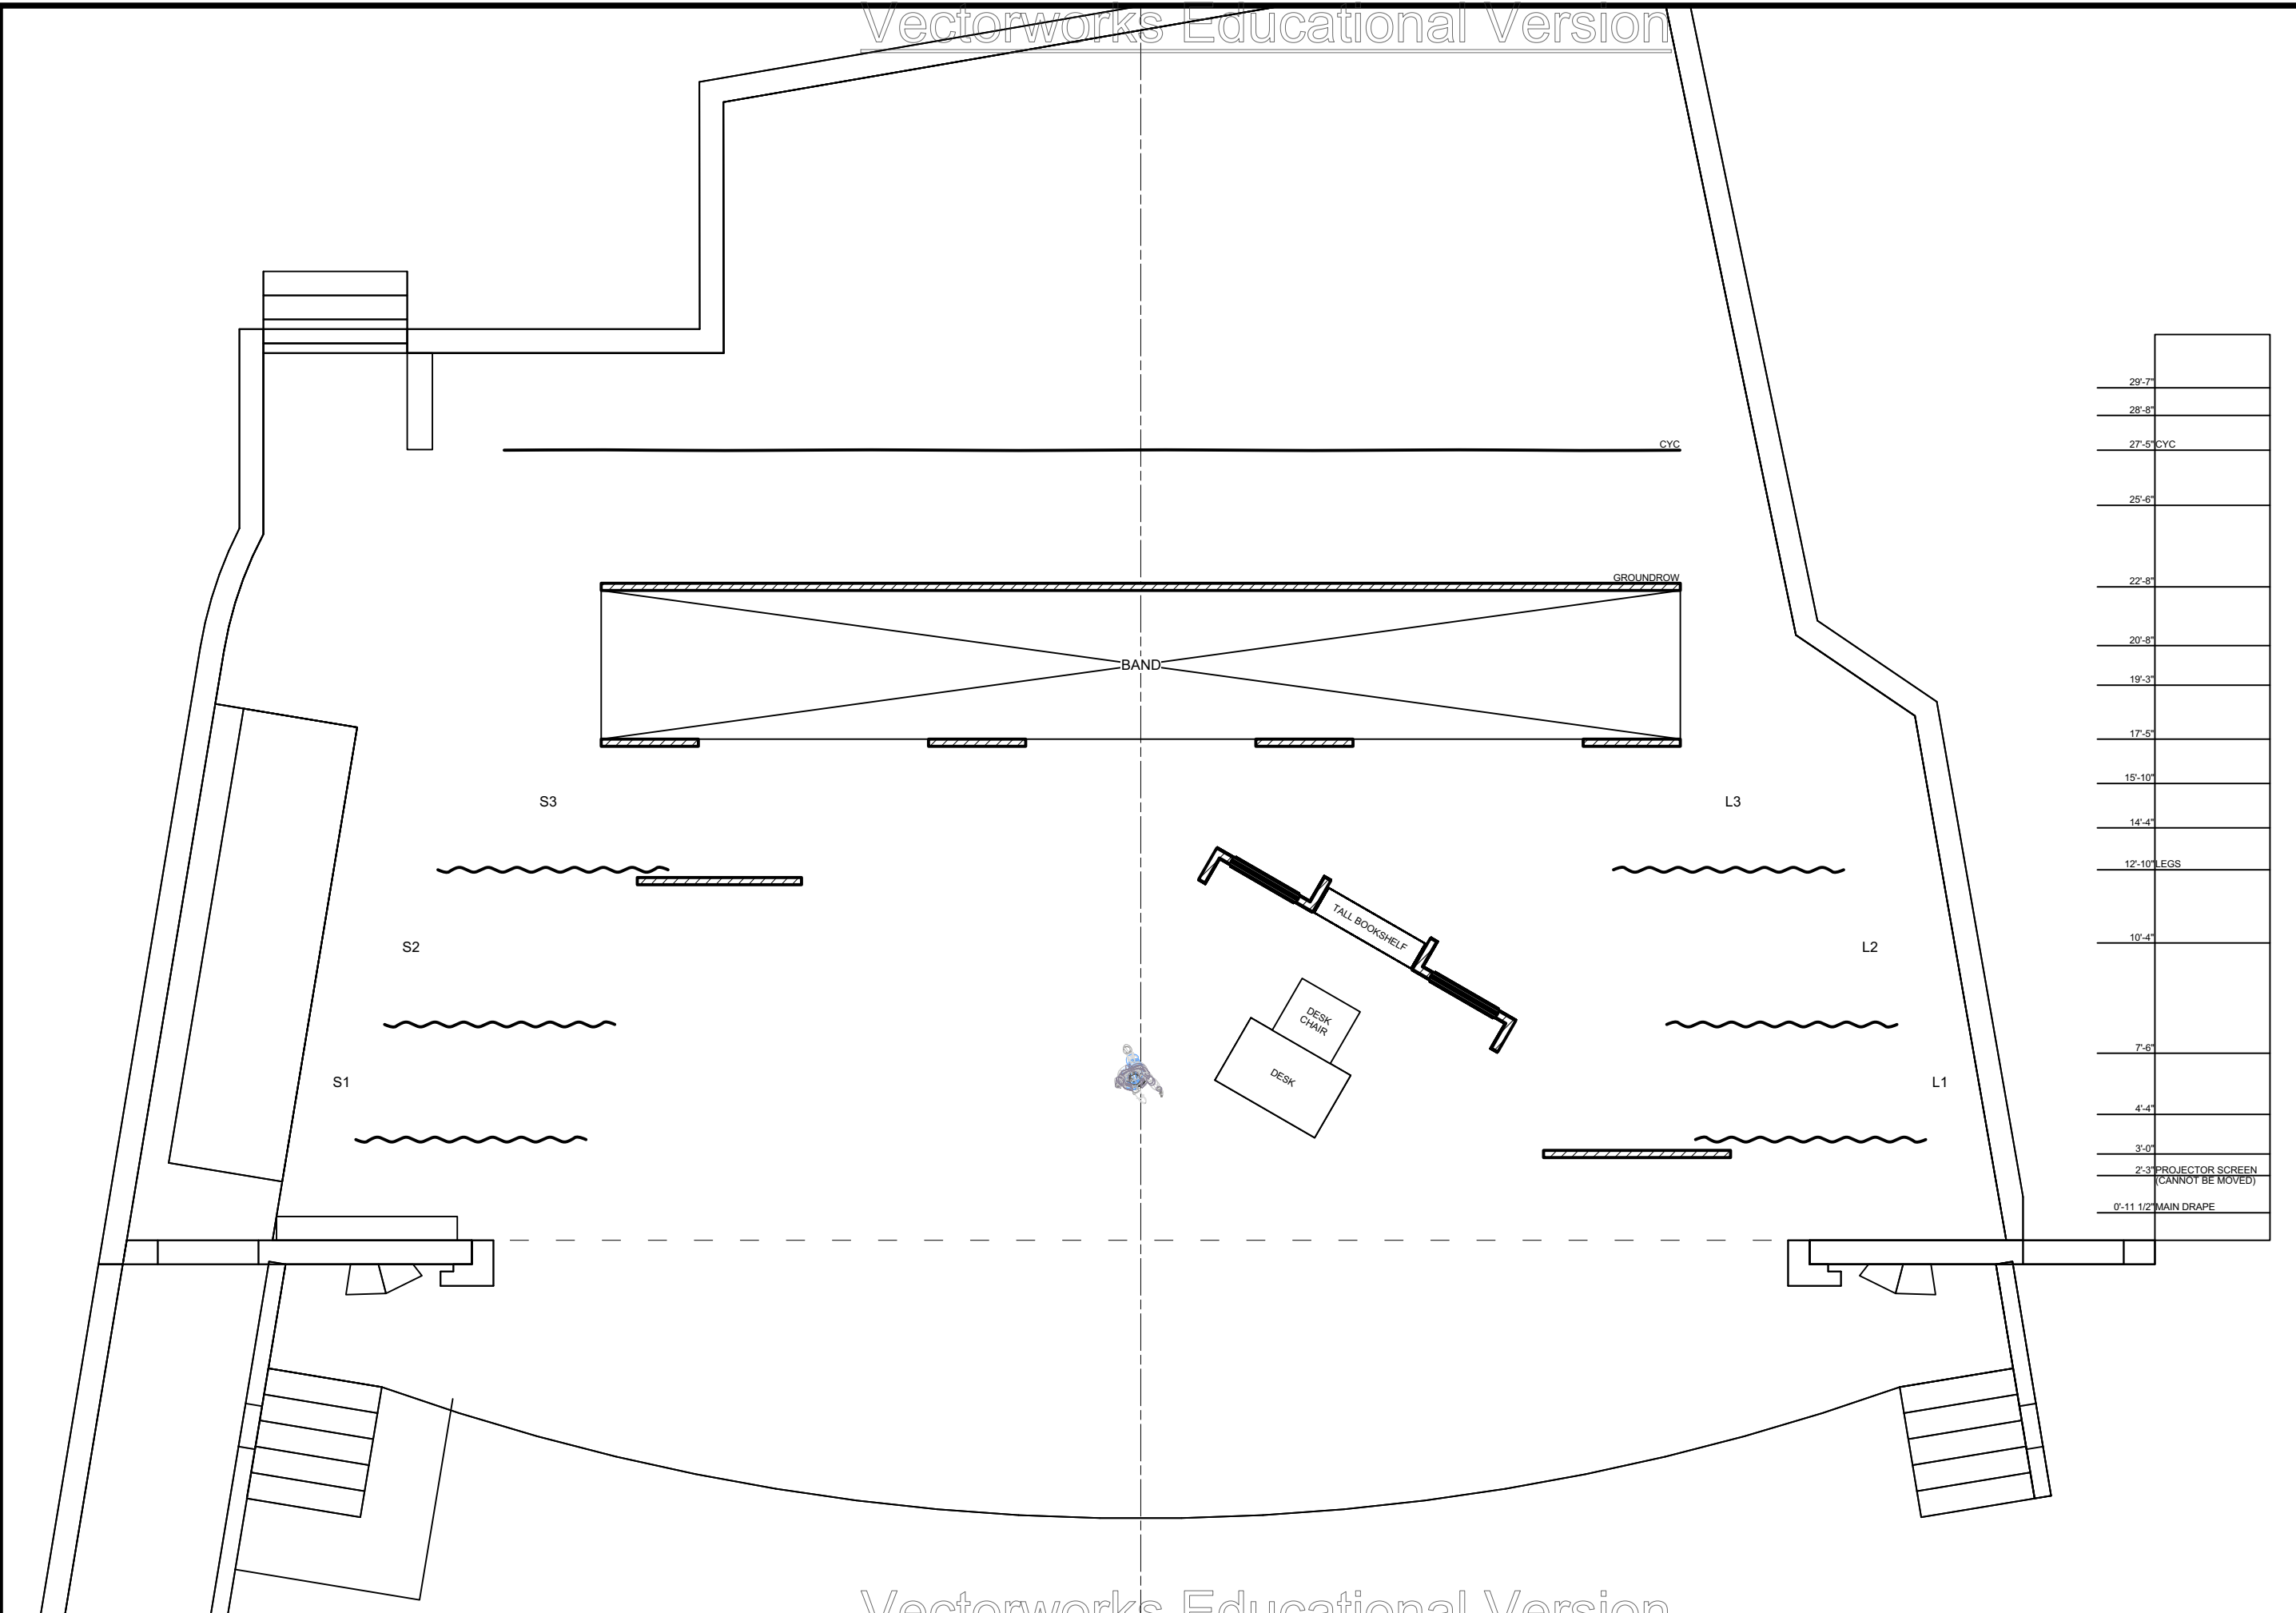 Vectorworks Educational Version
29'-7"
28'-8"
CYC
27'-5" CYC
25'-6"
GROUNDROW
22'-8"
20'-8"
BAND
19'-3"
17'-5"
15'-10"
S3
L3
14'-4"
12'-10" LEGS
TALL BOOKSHELF
10'-4"
S2
L2
DESK
CHAIR
7'-6"
DESK
S1
L1
4'-4"
3'-0"
2'-3" PROJECTOR SCREEN
(CANNOT BE MOVED)
0'-11 1/2" MAIN DRAPE
Vectorworks Educational Version